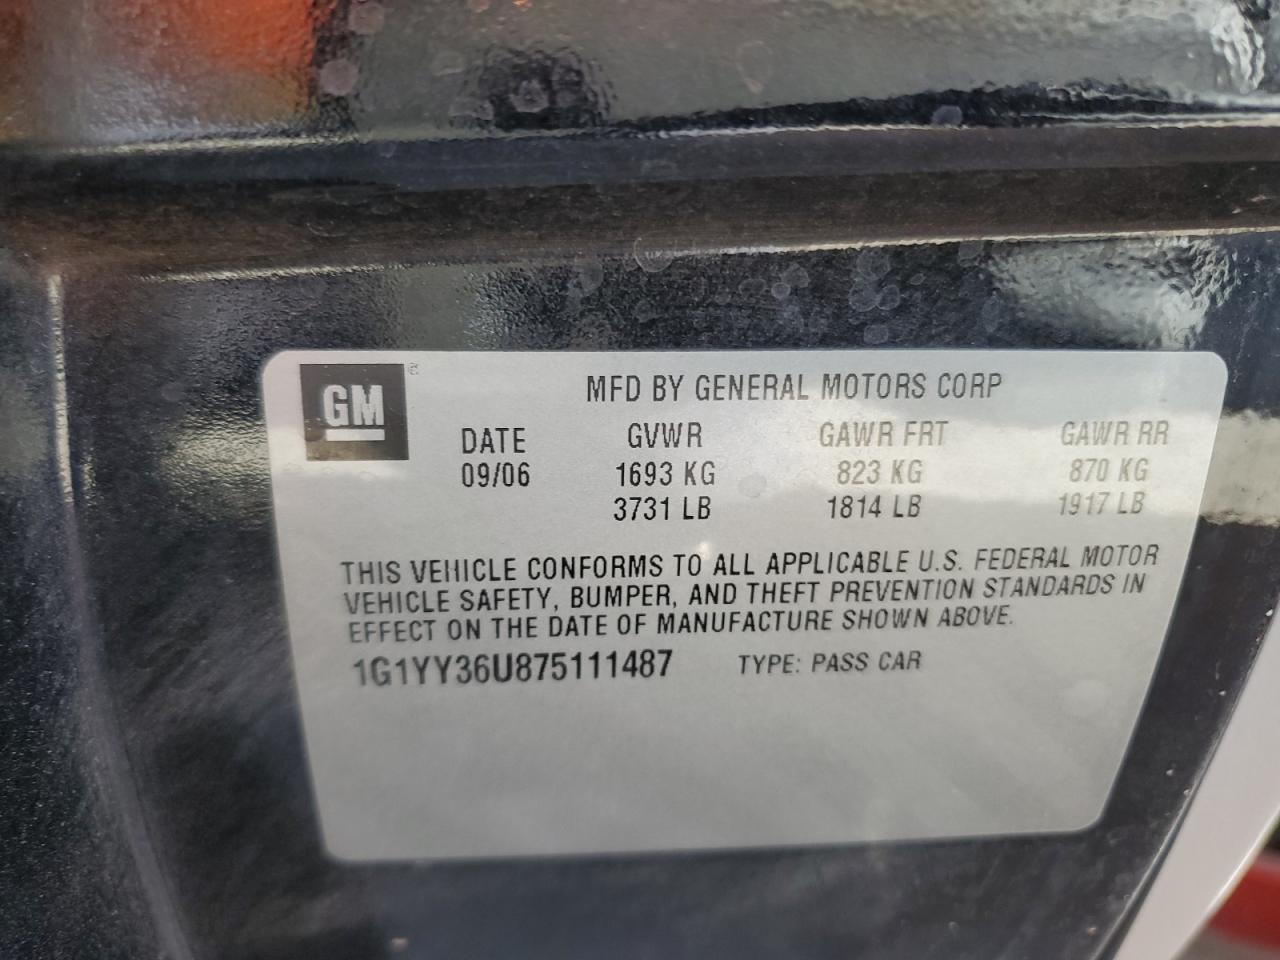 GM
MFD BY GENERAL MOTORS CORP
DATE GVWR GAWR FRT GAWR RR
09/06 1693 KG 823 KG 870 KG
3731 LB 1814 LB 1917 LB
THIS VEHICLE CONFORMS TO ALL APPLICABLE U.S. FEDERAL MOTOR
VEHICLE SAFETY, BUMPER, AND THEFT PREVENTION STANDARDS IN
EFFECT ON THE DATE OF MANUFACTURE SHOWN ABOVE.
1G1YY36U875111487 TYPE: PASS CAR